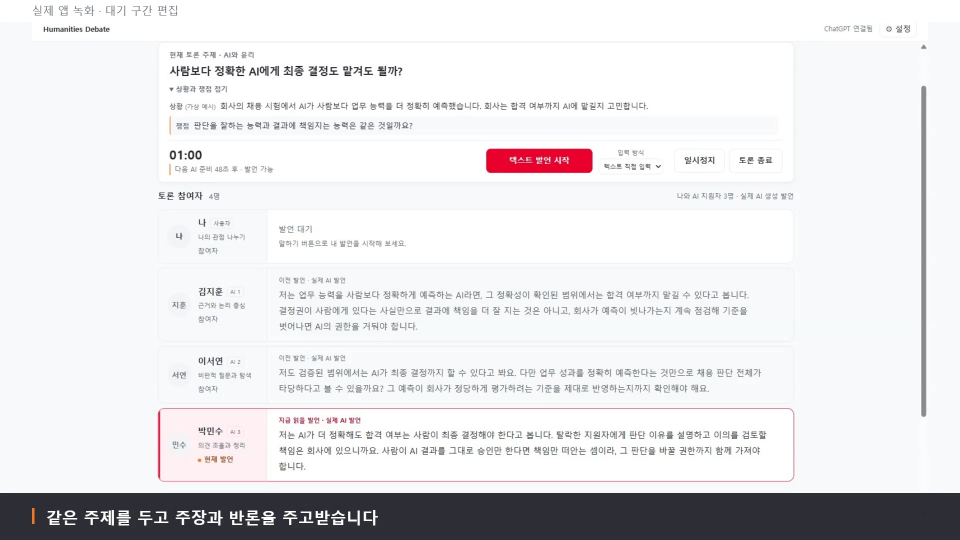 실제 앱 녹화 · 대기 구간 편집
Humanities Debate
ChatGPT 연결됨
설정
현재 토론 주제 · AI와 윤리
사람보다 정확한 AI에게 최종 결정도 맡겨도 될까?
▾ 상황과 쟁점 접기
상황 (가상 예시) 회사의 채용 시험에서 AI가 사람보다 업무 능력을 더 정확히 예측했습니다. 회사는 합격 여부까지 AI에 맡길지 고민합니다.
쟁점 판단을 잘하는 능력과 결과에 책임지는 능력은 같은 것일까요?
01:00
다음 AI 준비 48초 후 · 발언 가능
텍스트 발언 시작
입력 방식
텍스트 직접 입력
일시정지
토론 종료
토론 참여자 4명
나와 AI 지원자 3명 · 실제 AI 생성 발언
나
나 사용자
나의 관점 나누기
참여자
발언 대기
말하기 버튼으로 내 발언을 시작해 보세요.
지훈
김지훈 AI 1
근거와 논리 중심
참여자
이전 발언 · 실제 AI 발언
저는 업무 능력을 사람보다 정확하게 예측하는 AI라면, 그 정확성이 확인된 범위에서는 합격 여부까지 맡길 수 있다고 봅니다.
결정권이 사람에게 있다는 사실만으로 결과에 책임을 더 잘 지는 것은 아니고, 회사가 예측이 빗나가는지 계속 점검해 기준을
벗어나면 AI의 권한을 거둬야 합니다.
서연
이서연 AI 2
비판적 질문과 탐색
참여자
이전 발언 · 실제 AI 발언
저도 검증된 범위에서는 AI가 최종 결정까지 할 수 있다고 봐요. 다만 업무 성과를 정확히 예측한다는 것만으로 채용 판단 전체가
타당하다고 볼 수 있을까요? 그 예측이 회사가 정당하게 평가하려는 기준을 제대로 반영하는지까지 확인해야 해요.
민수
박민수 AI 3
의견 조율과 정리
● 현재 발언
지금 읽을 발언 · 실제 AI 발언
저는 AI가 더 정확해도 합격 여부는 사람이 최종 결정해야 한다고 봅니다. 탈락한 지원자에게 판단 이유를 설명하고 이의를 검토할
책임은 회사에 있으니까요. 사람이 AI 결과를 그대로 승인만 한다면 책임만 떠안는 셈이라, 그 판단을 바꿀 권한까지 함께 가져야
합니다.
같은 주제를 두고 주장과 반론을 주고받습니다